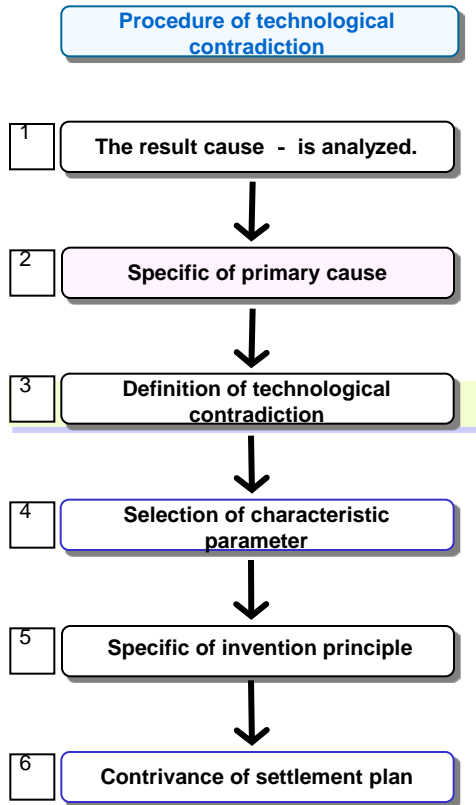 Procedure of technological
contradiction
1
The result cause - is analyzed.
2
Specific of primary cause
3
Definition of technological
contradiction
4
Selection of characteristic
parameter
5
Specific of invention principle
6
Contrivance of settlement plan